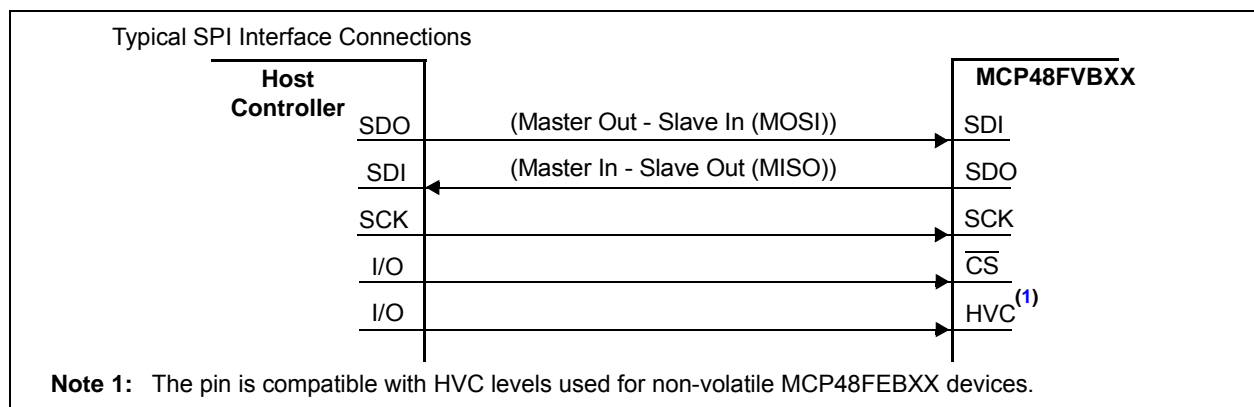 Typical SPI Interface Connections
Host
Controller
MCP48FVBXX
SDO (Master Out - Slave In (MOSI)) SDI
SDI (Master In - Slave Out (MISO)) SDO
SCK SCK
I/O CS
I/O HVC(1)
Note 1: The pin is compatible with HVC levels used for non-volatile MCP48FEBXX devices.